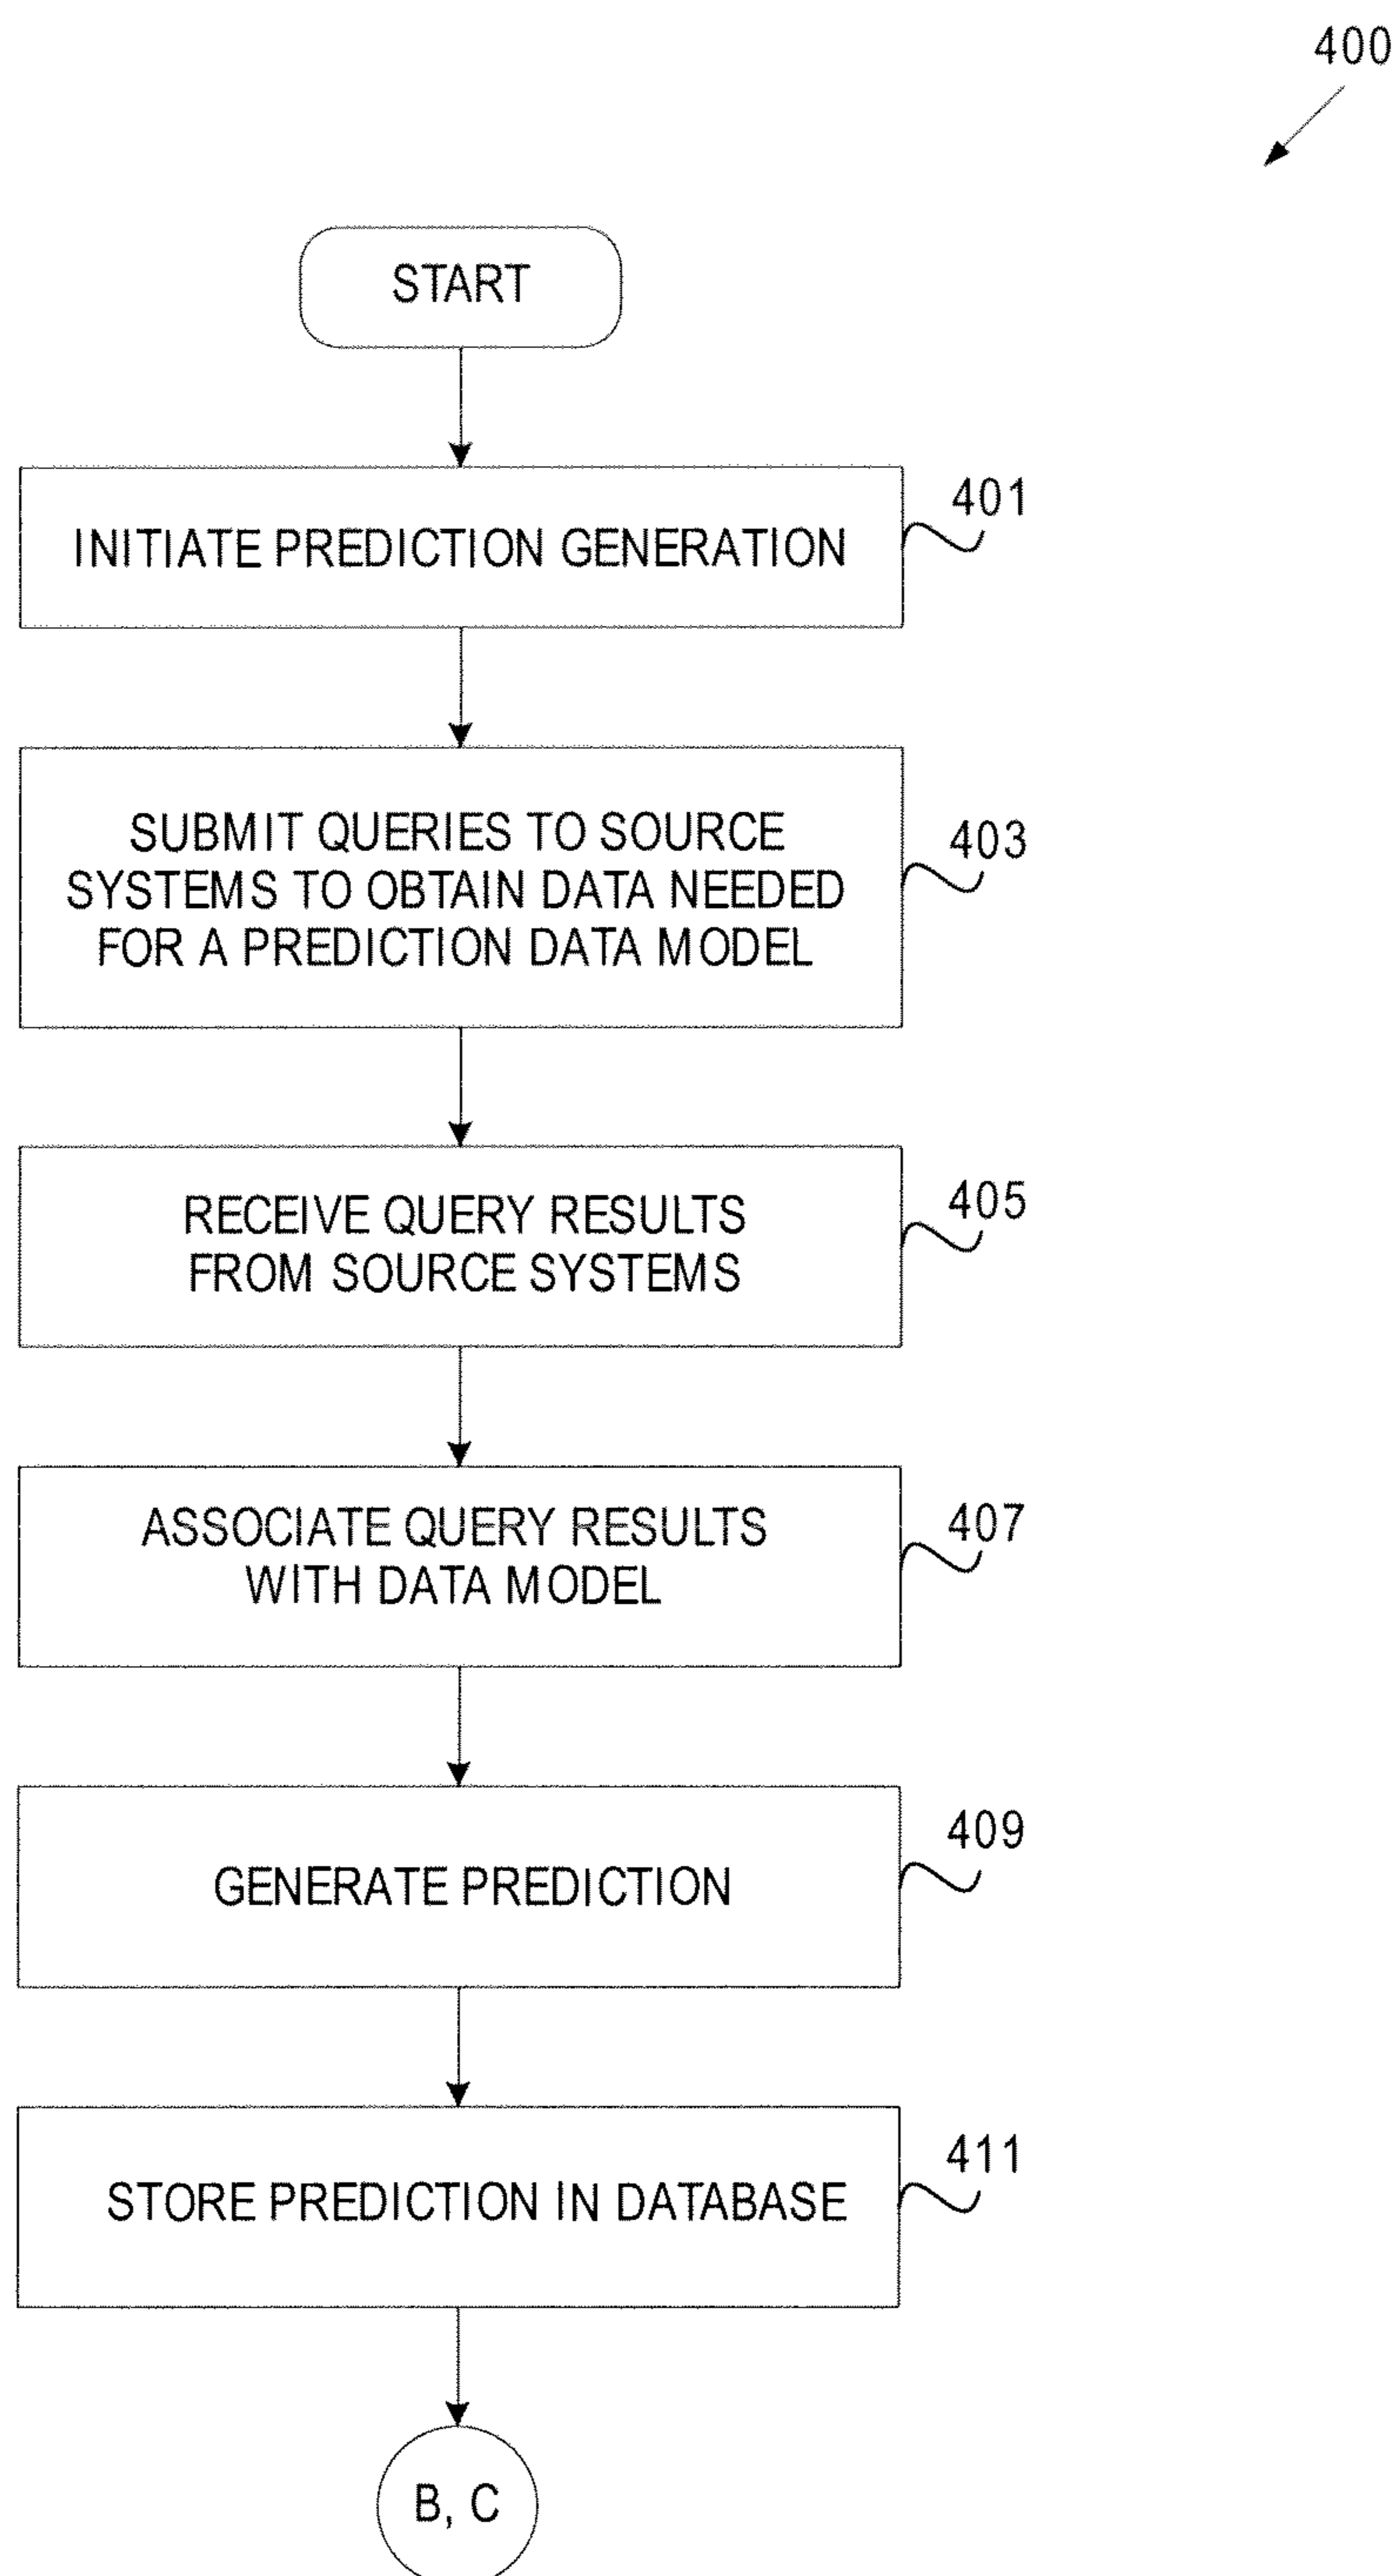 400
START
INITIATE PREDICTION GENERATION
401
SUBMIT QUERIES TO SOURCE
SYSTEMS TO OBTAIN DATA NEEDED
FOR A PREDICTION DATA MODEL
403
RECEIVE QUERY RESULTS
FROM SOURCE SYSTEMS
405
ASSOCIATE QUERY RESULTS
WITH DATA MODEL
407
GENERATE PREDICTION
409
STORE PREDICTION IN DATABASE
411
B, C